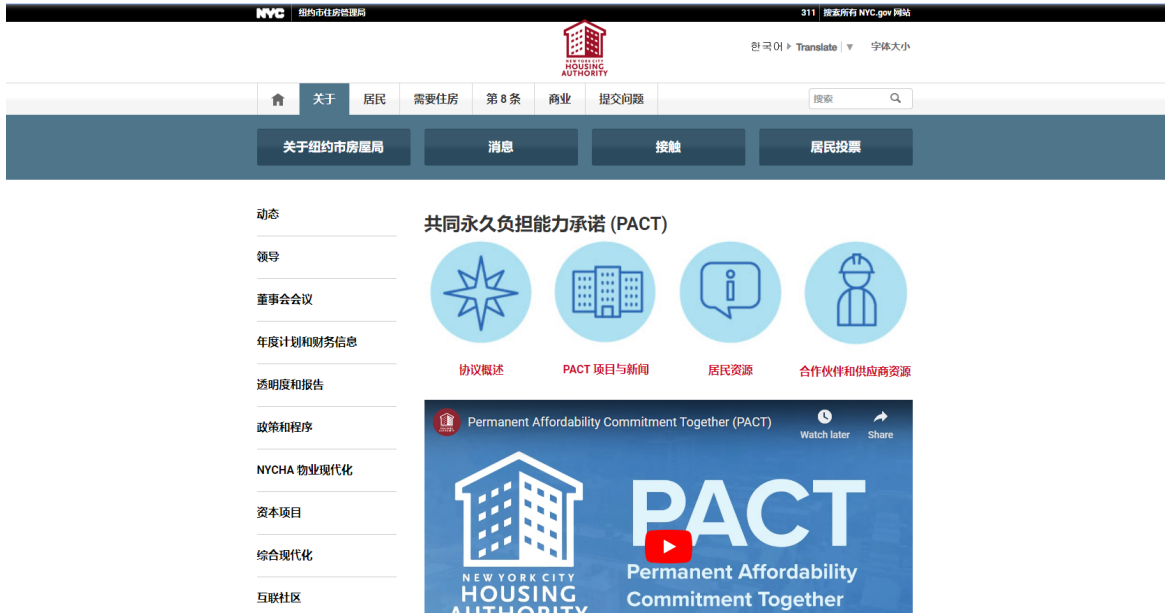 NYC 纽约市住房管理局 311 搜索所有 NYC.gov 网站
NEW YORK CITY
HOUSING
AUTHORITY
한국어 Translate 字体大小
关于 居民 需要住房 第 8 条 商业 提交问题 搜索
关于纽约市房屋局 消息 接触 居民投票
动态
领导
董事会会议
年度计划和财务信息
透明度和报告
政策和程序
NYCHA 物业现代化
资本项目
综合现代化
互联社区
共同永久负担能力承诺 (PACT)
协议概述 PACT 项目与新闻 居民资源 合作伙伴和供应商资源
Permanent Affordability Commitment Together (PACT)
Watch later Share
NEW YORK CITY
HOUSING
AUTHORITY
PACT
Permanent Affordability
Commitment Together